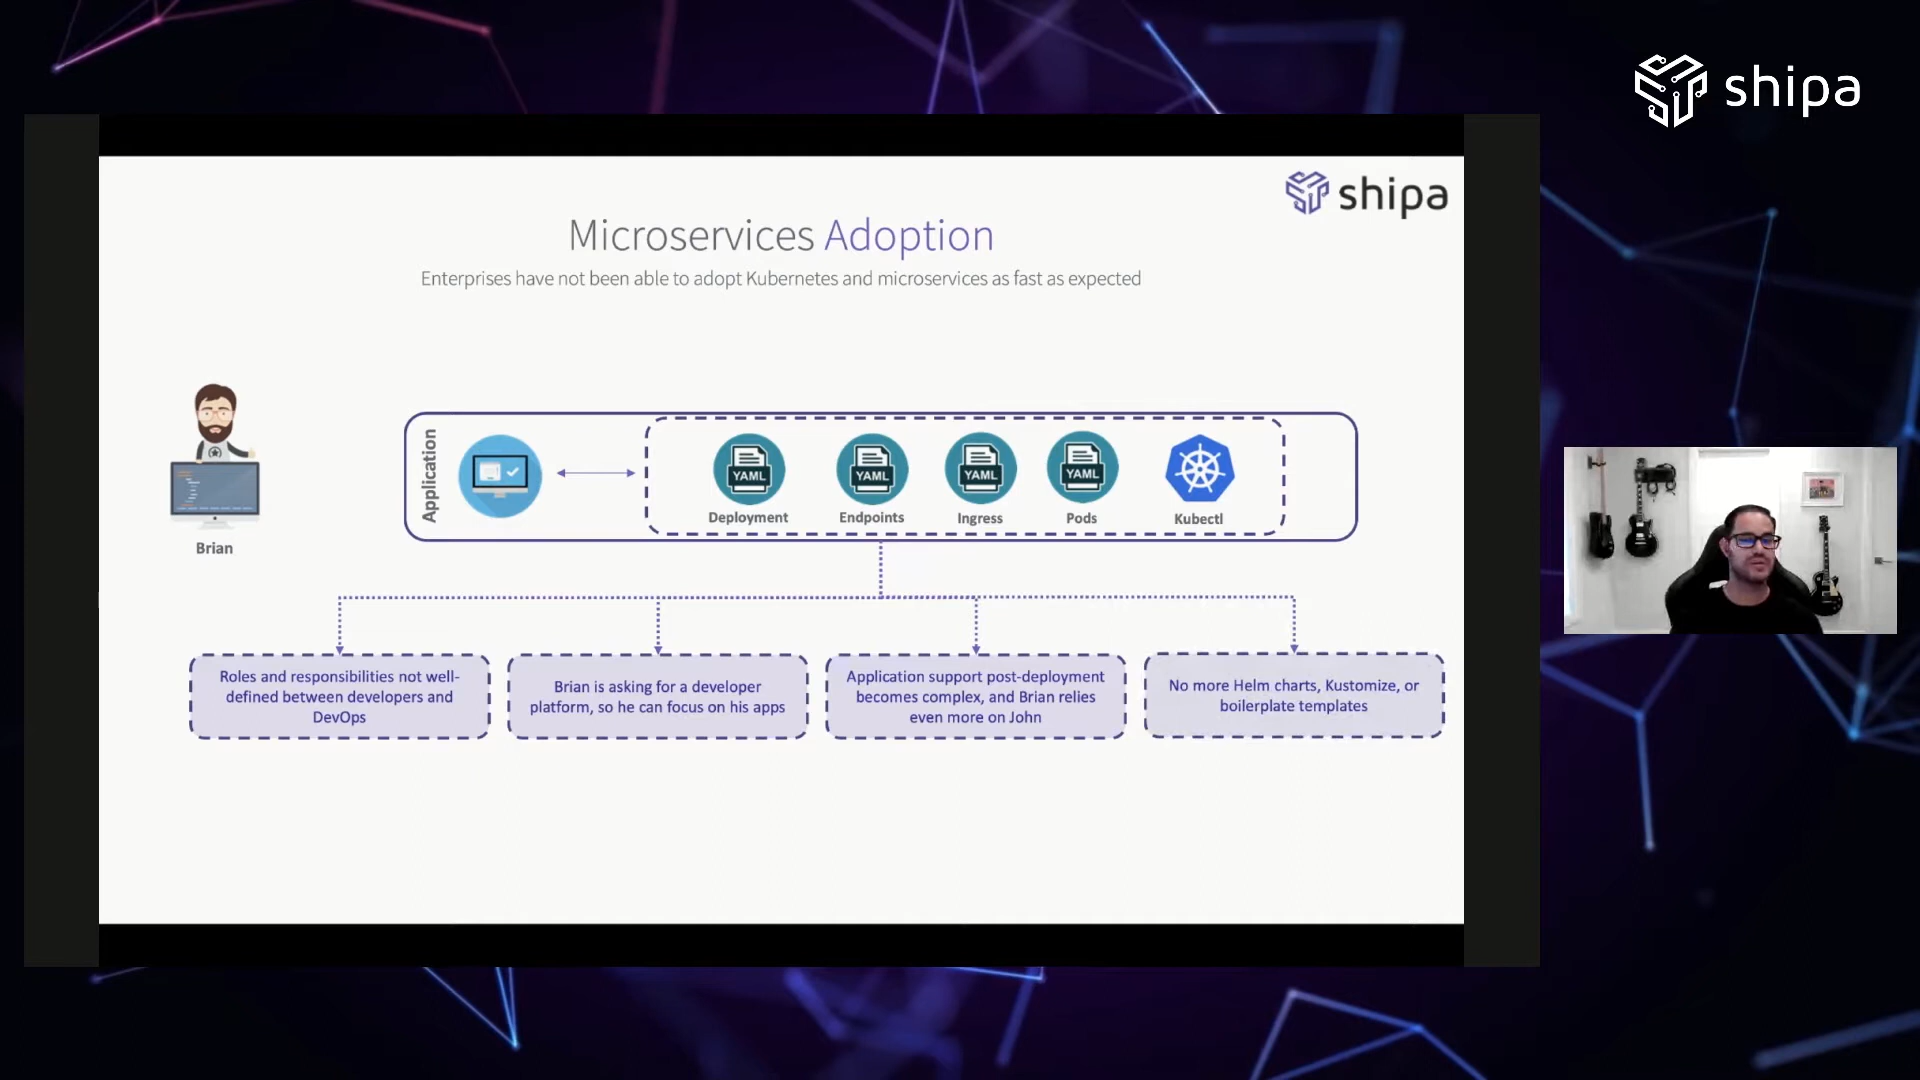 shipa
shipa
Microservices Adoption
Enterprises have not been able to adopt Kubernetes and microservices as fast as expected
Brian
Application
YAML
YAML
YAML
YAML
Deployment
Endpoints
Ingress
Pods
Kubectl
Roles and responsibilities not well-
defined between developers and
DevOps
Brian is asking for a developer
platform, so he can focus on his apps
Application support post-deployment
becomes complex, and Brian relies
even more on John
No more Helm charts, Kustomize, or
boilerplate templates